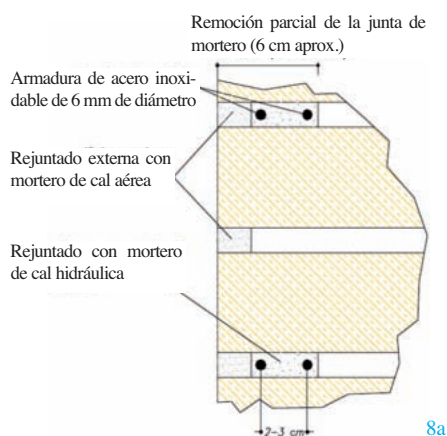 Remoción parcial de la junta de
mortero (6 cm aprox.)
Armadura de acero inoxi-
dable de 6 mm de diámetro
Rejuntado externa con
mortero de cal aérea
Rejuntado con mortero
de cal hidráulica
2-3 cm
8a